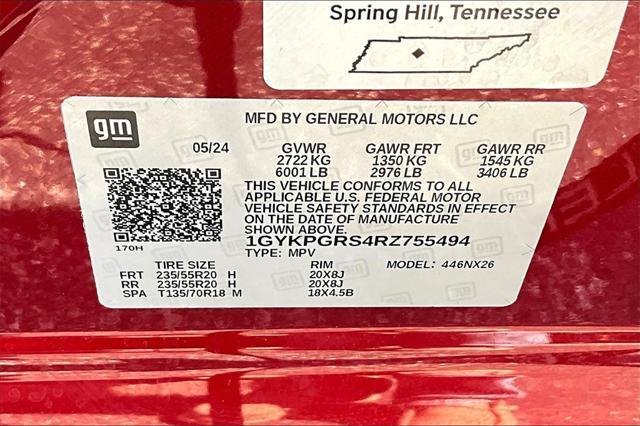 Spring Hill, Tennessee
gm
MFD BY GENERAL MOTORS LLC
05/24 GVWR GAWR FRT GAWR RR
2722 KG 1350 KG 1545 KG
6001 LB 2976 LB 3406 LB
THIS VEHICLE CONFORMS TO ALL
APPLICABLE U.S. FEDERAL MOTOR
VEHICLE SAFETY STANDARDS IN EFFECT
ON THE DATE OF MANUFACTURE
SHOWN ABOVE.
170H 1GYKPGRS4RZ755494
TYPE: MPV
TIRE SIZE RIM MODEL: 446NX26
FRT 235/55R20 H 20X8J
RR 235/55R20 H 20X8J
SPA T135/70R18 M 18X4.5B